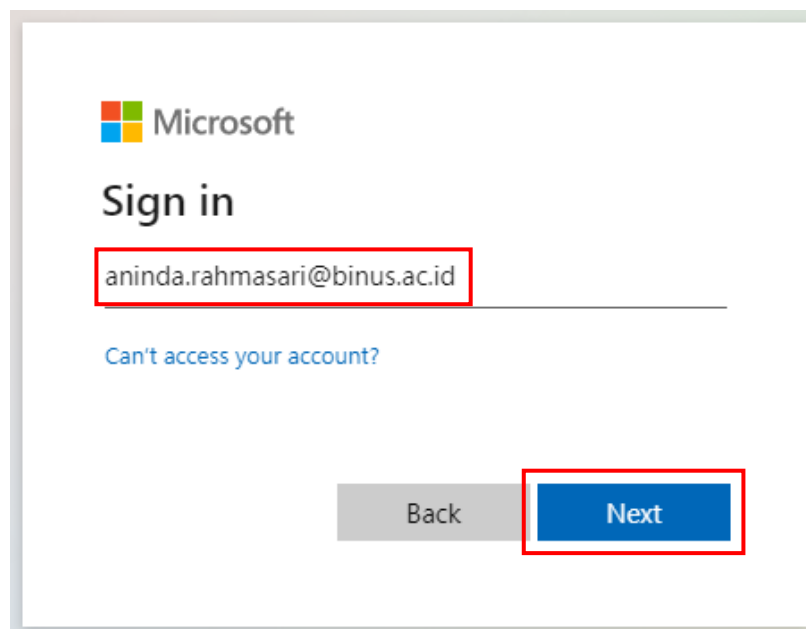 Microsoft
Sign in
aninda.rahmasari@binus.ac.id
Can't access your account?
Back Next